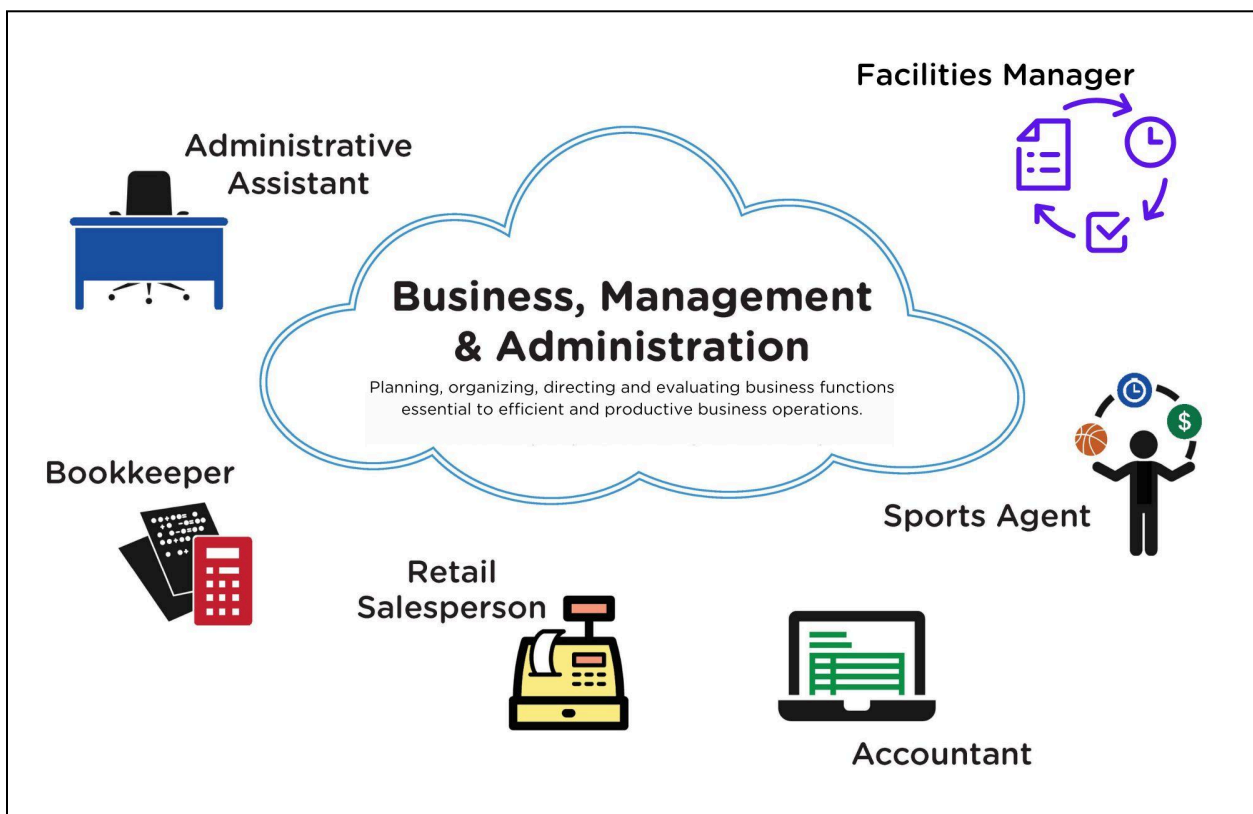 Facilities Manager
Administrative
Assistant
Business, Management
& Administration
Planning, organizing, directing and evaluating business functions
essential to efficient and productive business operations.
Bookkeeper
Sports Agent
$
Retail
Salesperson
Accountant